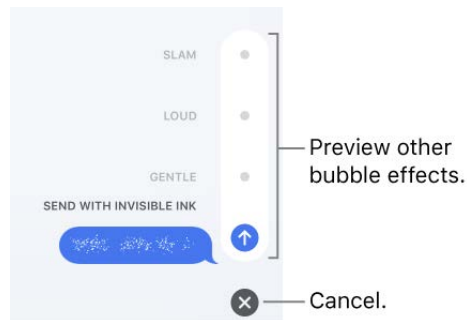 SLAM
LOUD
Preview other
bubble effects.
GENTLE
SEND WITH INVISIBLE INK
Cancel.